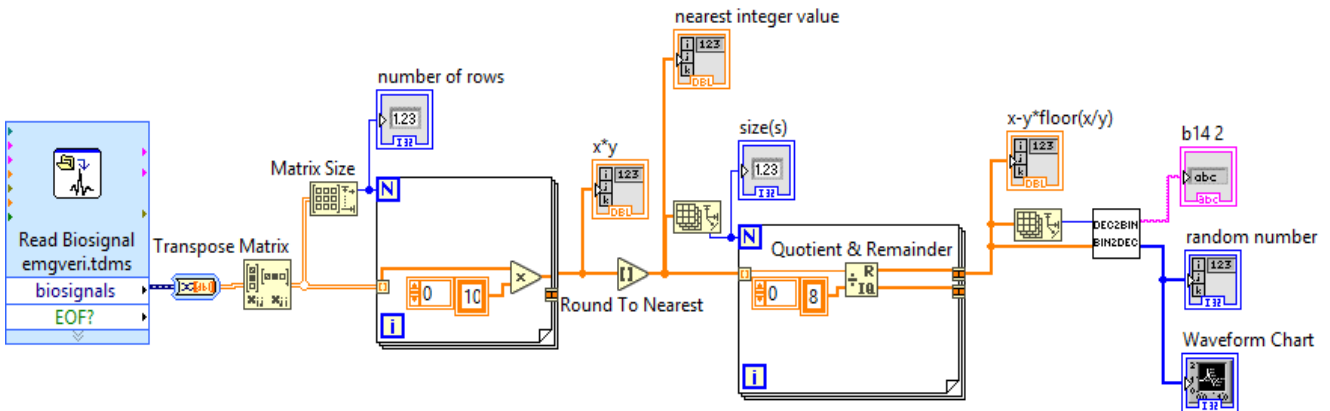 nearest integer value
i
j
k
123
DBL
number of rows
1.23
I32
Matrix Size
Read Biosignal
emgveri.tdms
biosignals
EOF?
Transpose Matrix
N
0
10
x
i
x*y
i
j
k
123
DBL
[ ]
Round To Nearest
size(s)
1.23
I32
N
Quotient & Remainder
0
8
R
IQ
i
x-y*floor(x/y)
i
j
k
123
DBL
b14 2
abc
abc
DEC2BIN
BIN2DEC
random number
i
j
k
123
I32
Waveform Chart
I32